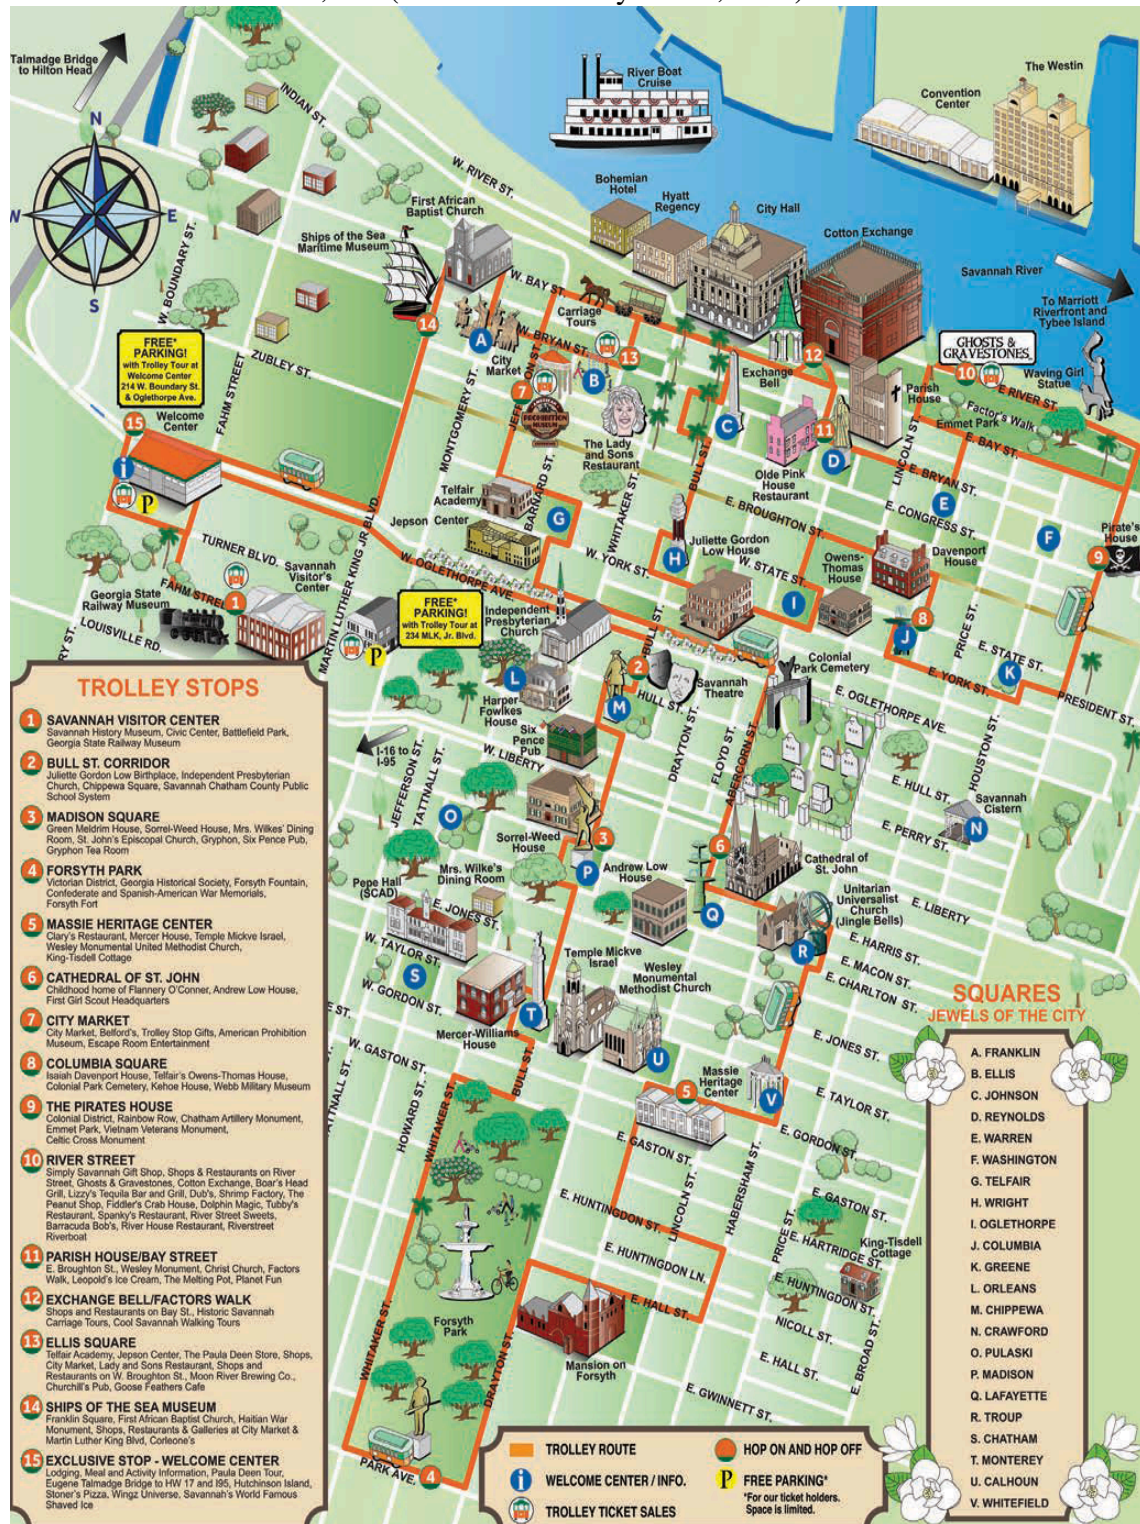 Talmadge Bridge
to Hilton Head
N
W
E
S
INDIAN ST.
W. RIVER ST.
River Boat
Cruise
The Westin
Convention
Center
Bohemian
Hotel
Hyatt
Regency
City Hall
Cotton Exchange
First African
Baptist Church
Ships of the Sea
Maritime Museum
Savannah River
To Marriott
Riverfront and
Tybee Island
W. BOUNDARY ST.
W. BAY ST.
Carriage
Tours
W. BRYAN ST.
14
A
City
Market
13
B
12
Exchange
Bell
GHOSTS &
GRAVESTONES
10
E RIVER ST.
Waving Girl
Statue
Factor's Walk
Emmet Park
E. BAY ST.
Parish
House
FREE*
PARKING!
with Trolley Tour at
Welcome Center
214 W. Boundary St.
& Oglethorpe Ave.
ZUBLEY ST.
FAHM STREET
15
Welcome
Center
i
P
MONTGOMERY ST.
7
PROHIBITION
MUSEUM
The Lady
and Sons
Restaurant
C
BULL ST.
11
D
Olde Pink
House
Restaurant
LINCOLN ST.
E. BRYAN ST.
E
E. CONGRESS ST.
F
Pirate's
House
9
Telfair
Academy
BARNARD ST.
G
WHITAKER ST.
E. BROUGHTON ST.
Jepson Center
H
Juliette Gordon
Low House
W. YORK ST.
W. STATE ST.
Owens-
Thomas
House
Davenport
House
TURNER BLVD.
MARTIN LUTHER KING JR BLVD.
W. OGLETHORPE AVE.
Savannah
Visitor's
Center
1
Georgia State
Railway Museum
LOUISVILLE RD.
FREE*
PARKING!
with Trolley Tour at
234 MLK, Jr. Blvd.
P
Independent
Presbyterian
Church
I
8
J
PRICE ST.
E. STATE ST.
K
E. YORK ST.
PRESIDENT ST.
BULL ST.
L
Harper
Fowlkes
House
2
M
HULL ST.
Savannah
Theatre
Colonial
Park Cemetery
E. OGLETHORPE AVE.
HOUSTON ST.
Six
Pence
Pub
I-16 to
I-95
W. LIBERTY
JEFFERSON ST.
TATTNALL ST.
DRAYTON ST.
FLOYD ST.
ABERCORN ST.
E. HULL ST.
Savannah
Cistern
N
E. PERRY ST.
O
Sorrel-Weed
House
3
P
Andrew Low
House
6
Q
Cathedral of
St. John
E. LIBERTY
Mrs. Wilke's
Dining Room
Pepe Hall
(SCAD)
E. JONES ST.
Unitarian
Universalist
Church
(Jingle Bells)
R
E. HARRIS ST.
E. MACON ST.
E. CHARLTON ST.
W. TAYLOR ST.
S
W. GORDON ST.
T
Mercer-Williams
House
Temple Mickve
Israel
Wesley
Monumental
Methodist Church
U
E. JONES ST.
W. GASTON ST.
HOWARD ST.
WHITAKER ST.
BULL ST.
Massie
Heritage
Center
5
V
E. TAYLOR ST.
E. GORDON ST.
E. GASTON ST.
LINCOLN ST.
HABERSHAM ST.
E. GASTON ST.
E. HUNTINGDON ST.
PRICE ST.
E. HARTRIDGE ST.
King-Tisdell
Cottage
E. HUNTINGDON LN.
E. HUNTINGDON ST.
E. HALL ST.
NICOLL ST.
E. BROAD ST.
Forsyth
Park
Mansion on
Forsyth
E. HALL ST.
WHITAKER ST.
DRAYTON ST.
E. GWINNETT ST.
PARK AVE.
4
TROLLEY STOPS
1 SAVANNAH VISITOR CENTER
Savannah History Museum, Civic Center, Battlefield Park,
Georgia State Railway Museum
2 BULL ST. CORRIDOR
Juliette Gordon Low Birthplace, Independent Presbyterian
Church, Chippewa Square, Savannah Chatham County Public
School System
3 MADISON SQUARE
Green Meldrim House, Sorrel-Weed House, Mrs. Wilkes' Dining
Room, St. John's Episcopal Church, Gryphon, Six Pence Pub,
Gryphon Tea Room
4 FORSYTH PARK
Victorian District, Georgia Historical Society, Forsyth Fountain,
Confederate and Spanish-American War Memorials,
Forsyth Fort
5 MASSIE HERITAGE CENTER
Clary's Restaurant, Mercer House, Temple Mickve Israel,
Wesley Monumental United Methodist Church,
King-Tisdell Cottage
6 CATHEDRAL OF ST. JOHN
Childhood home of Flannery O'Conner, Andrew Low House,
First Girl Scout Headquarters
7 CITY MARKET
City Market, Belford's, Trolley Stop Gifts, American Prohibition
Museum, Escape Room Entertainment
8 COLUMBIA SQUARE
Isaiah Davenport House, Telfair's Owens-Thomas House,
Colonial Park Cemetery, Kehoe House, Webb Military Museum
9 THE PIRATES HOUSE
Colonial District, Rainbow Row, Chatham Artillery Monument,
Emmet Park, Vietnam Veterans Monument,
Celtic Cross Monument
10 RIVER STREET
Simply Savannah Gift Shop, Shops & Restaurants on River
Street, Ghosts & Gravestones, Cotton Exchange, Boar's Head
Grill, Lizzy's Tequila Bar and Grill, Dub's, Shrimp Factory, The
Peanut Shop, Fiddler's Crab House, Dolphin Magic, Tubby's
Restaurant, Spanky's Restaurant, River Street Sweets,
Barracuda Bob's, River House Restaurant, Riverstreet
Riverboat
11 PARISH HOUSE/BAY STREET
E. Broughton St., Wesley Monument, Christ Church, Factors
Walk, Leopold's Ice Cream, The Melting Pot, Planet Fun
12 EXCHANGE BELL/FACTORS WALK
Shops and Restaurants on Bay St., Historic Savannah
Carriage Tours, Cool Savannah Walking Tours
13 ELLIS SQUARE
Telfair Academy, Jepson Center, The Paula Deen Store, Shops,
City Market, Lady and Sons Restaurant, Shops and
Restaurants on W. Broughton St., Moon River Brewing Co.,
Churchill's Pub, Goose Feathers Cafe
14 SHIPS OF THE SEA MUSEUM
Franklin Square, First African Baptist Church, Haitian War
Monument, Shops, Restaurants & Galleries at City Market &
Martin Luther King Blvd, Corleone's
15 EXCLUSIVE STOP - WELCOME CENTER
Lodging, Meal and Activity Information, Paula Deen Tour,
Eugene Talmadge Bridge to HW 17 and I95, Hutchinson Island,
Stoner's Pizza, Wingz Universe, Savannah's World Famous
Shaved Ice
SQUARES
JEWELS OF THE CITY
A. FRANKLIN
B. ELLIS
C. JOHNSON
D. REYNOLDS
E. WARREN
F. WASHINGTON
G. TELFAIR
H. WRIGHT
I. OGLETHORPE
J. COLUMBIA
K. GREENE
L. ORLEANS
M. CHIPPEWA
N. CRAWFORD
O. PULASKI
P. MADISON
Q. LAFAYETTE
R. TROUP
S. CHATHAM
T. MONTEREY
U. CALHOUN
V. WHITEFIELD
TROLLEY ROUTE
i WELCOME CENTER / INFO.
TROLLEY TICKET SALES
HOP ON AND HOP OFF
P FREE PARKING*
*For our ticket holders.
Space is limited.